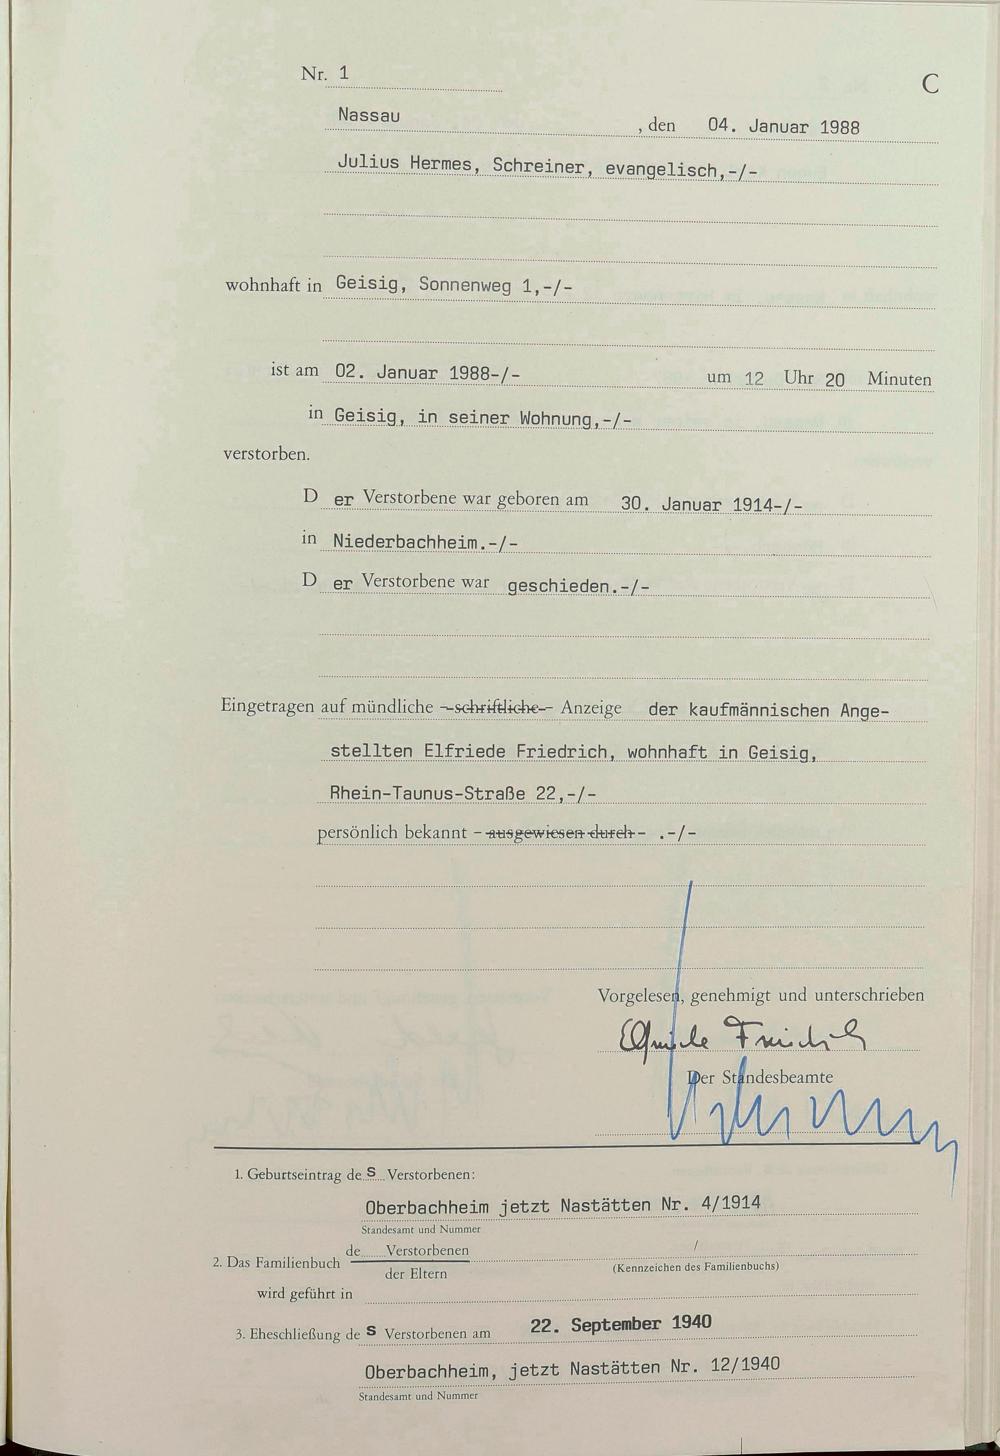 Nr. 1
C
Nassau , den 04. Januar 1988
Julius Hermes, Schreiner, evangelisch,-/-
wohnhaft in Geisig, Sonnenweg 1,-/-
ist am 02. Januar 1988-/- um 12 Uhr 20 Minuten
in Geisig, in seiner Wohnung,-/-
verstorben.
D er Verstorbene war geboren am 30. Januar 1914-/-
in Niederbachheim.-/-
D er Verstorbene war geschieden.-/-
Eingetragen auf mündliche - schriftliche - Anzeige der kaufmännischen Ange-
stellten Elfriede Friedrich, wohnhaft in Geisig,
Rhein-Taunus-Straße 22,-/-
persönlich bekannt - ausgewiesen durch - .-/-
Vorgelesen, genehmigt und unterschrieben
Elfriede Friedrich
Der Standesbeamte
1. Geburtseintrag des Verstorbenen:
Oberbachheim jetzt Nastätten Nr. 4/1914
Standesamt und Nummer
2. Das Familienbuch de Verstorbenen /
der Eltern (Kennzeichen des Familienbuchs)
wird geführt in
3. Eheschließung des Verstorbenen am 22. September 1940
Oberbachheim, jetzt Nastätten Nr. 12/1940
Standesamt und Nummer